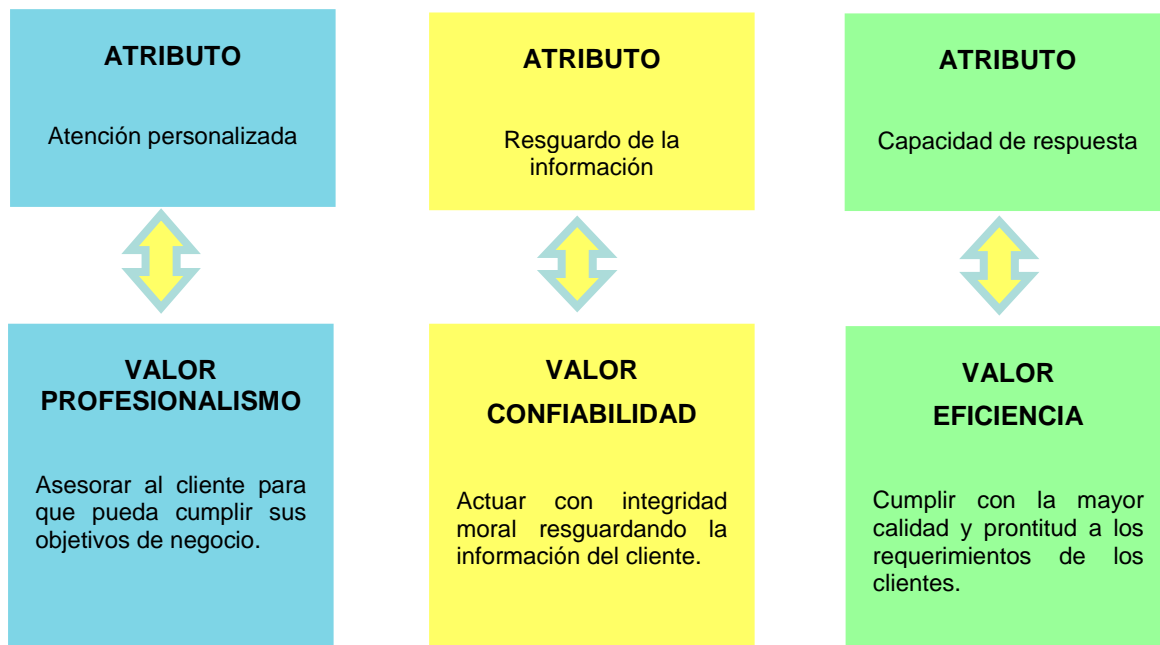 ATRIBUTO
Atención personalizada
ATRIBUTO
Resguardo de la
información
ATRIBUTO
Capacidad de respuesta
VALOR
PROFESIONALISMO
Asesorar al cliente para
que pueda cumplir sus
objetivos de negocio.
VALOR
CONFIABILIDAD
Actuar con integridad
moral resguardando la
información del cliente.
VALOR
EFICIENCIA
Cumplir con la mayor
calidad y prontitud a los
requerimientos de los
clientes.